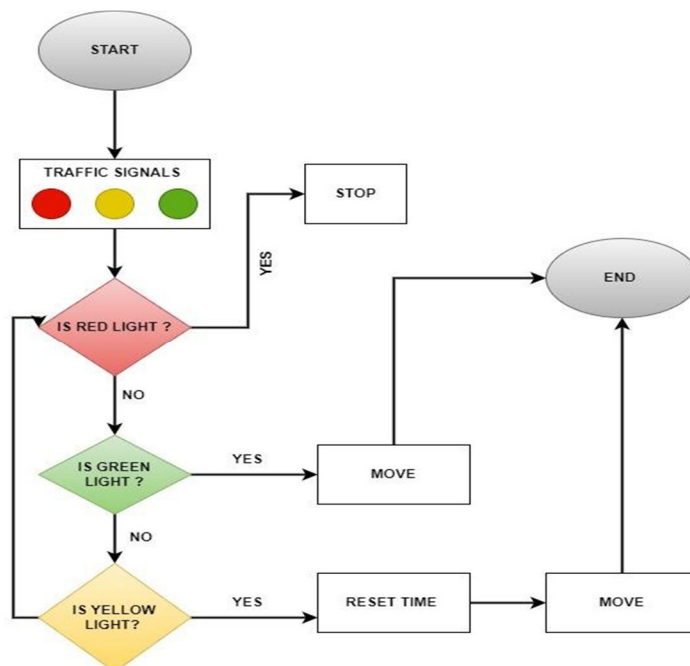 START
TRAFFIC SIGNALS
STOP
YES
END
IS RED LIGHT ?
NO
IS GREEN
LIGHT ?
YES
MOVE
NO
IS YELLOW
LIGHT?
YES
RESET TIME
MOVE